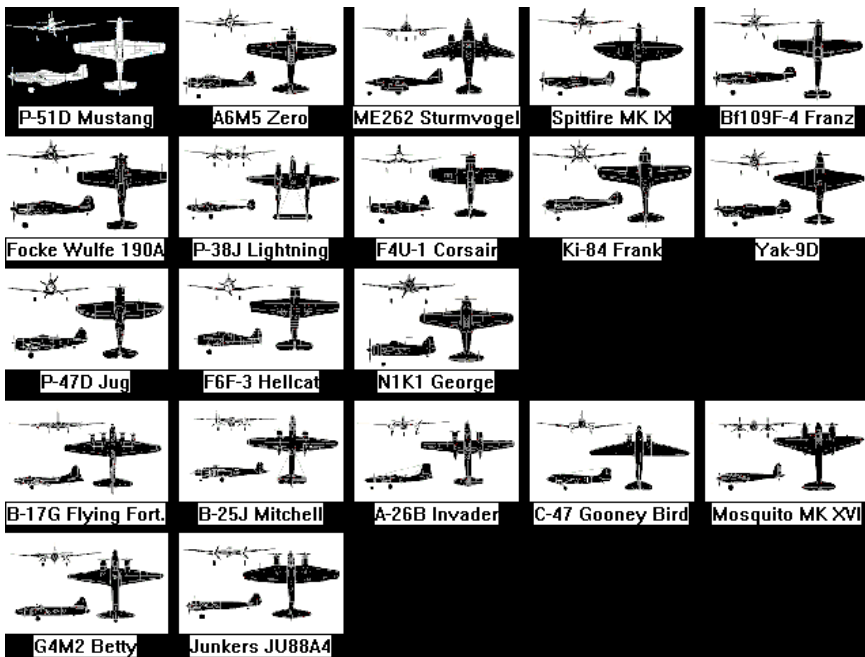 P-51D Mustang
A6M5 Zero
ME262 Sturmvogel
Spitfire MK IX
Bf109F-4 Franz
Focke Wulfe 190A
P-38J Lightning
F4U-1 Corsair
Ki-84 Frank
Yak-9D
P-47D Jug
F6F-3 Hellcat
N1K1 George
B-17G Flying Fort.
B-25J Mitchell
A-26B Invader
C-47 Gooney Bird
Mosquito MK XVI
G4M2 Betty
Junkers JU88A4